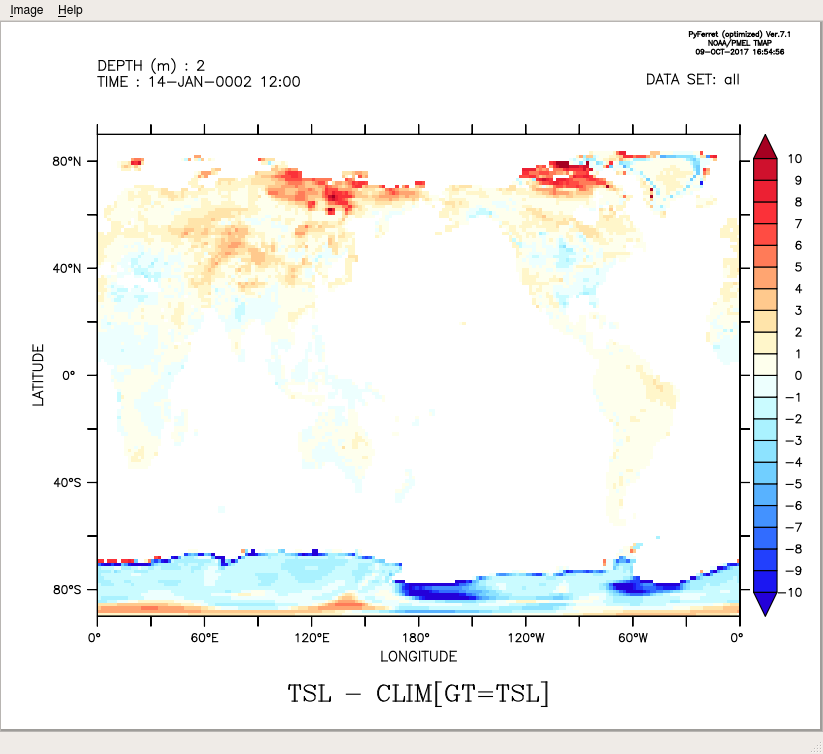 Image Help
PyFerret (optimized) Ver.7.1
NOAA/PMEL TMAP
09-OCT-2017 16:54:56
DEPTH (m) : 2
TIME : 14-JAN-0002 12:00
DATA SET: all
80°N
40°N
0°
40°S
80°S
LATITUDE
0°
60°E
120°E
180°
120°W
60°W
0°
LONGITUDE
10
9
8
7
6
5
4
3
2
1
0
-1
-2
-3
-4
-5
-6
-7
-8
-9
-10
TSL - CLIM[GT=TSL]